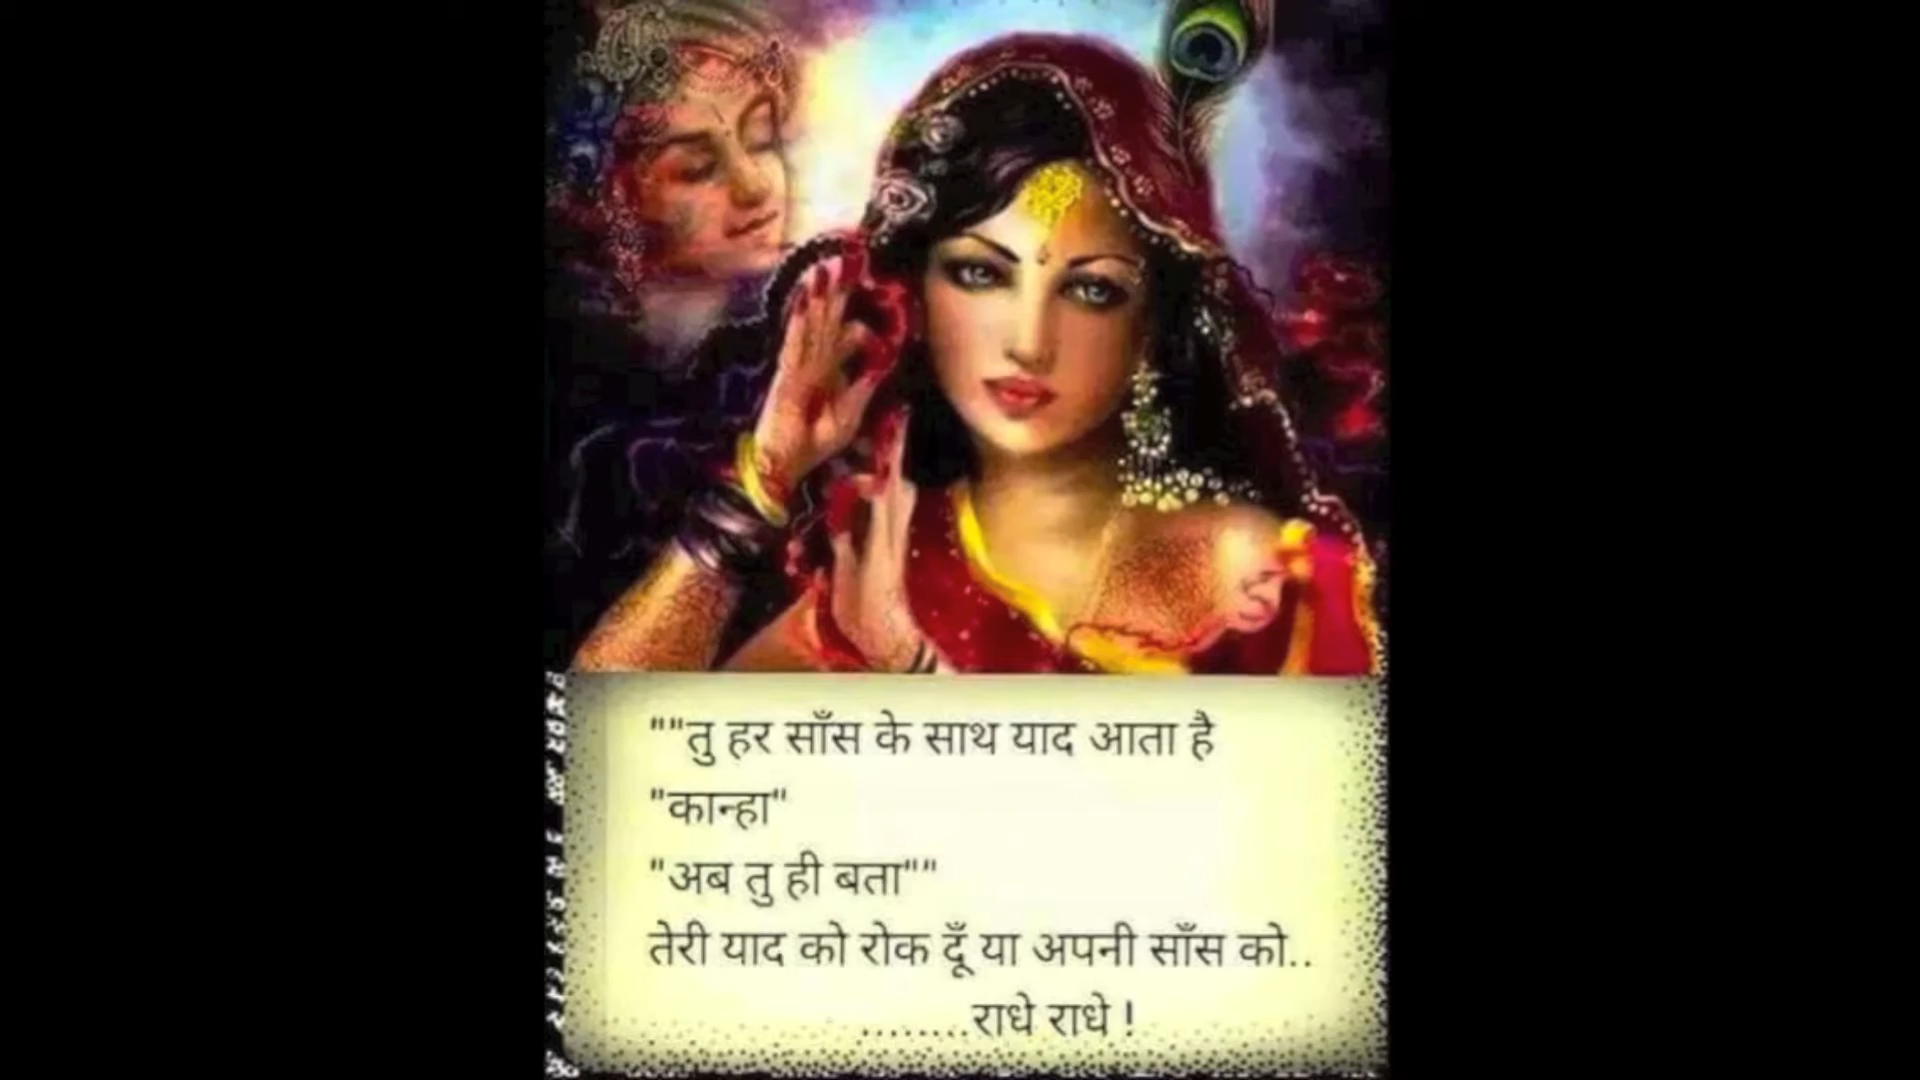 ""तु हर साँस के साथ याद आता है
"कान्हा"
"अब तु ही बता""
तेरी याद को रोक दूँ या अपनी साँस को..
........राधे राधे !